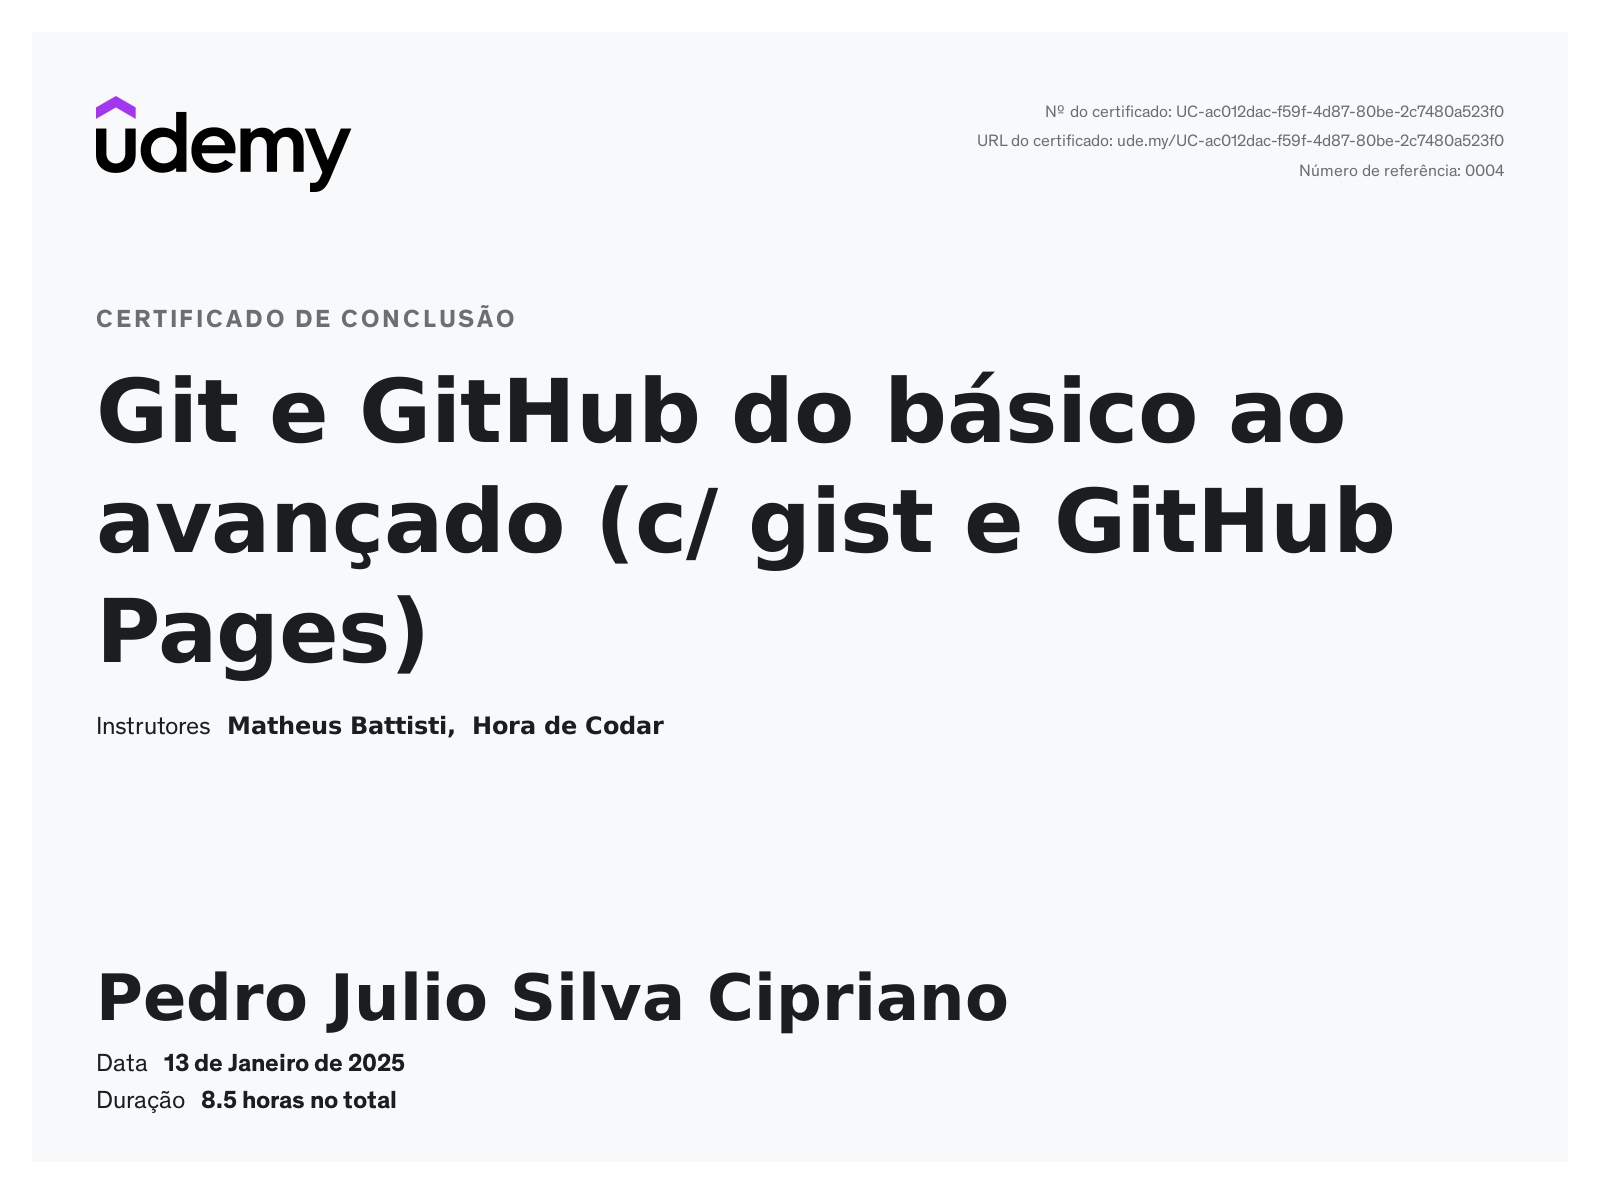 udemy
Nº do certificado: UC-ac012dac-f59f-4d87-80be-2c7480a523f0
URL do certificado: ude.my/UC-ac012dac-f59f-4d87-80be-2c7480a523f0
Número de referência: 0004
CERTIFICADO DE CONCLUSÃO
Git e GitHub do básico ao
avançado (c/ gist e GitHub
Pages)
Instrutores Matheus Battisti, Hora de Codar
Pedro Julio Silva Cipriano
Data 13 de Janeiro de 2025
Duração 8.5 horas no total